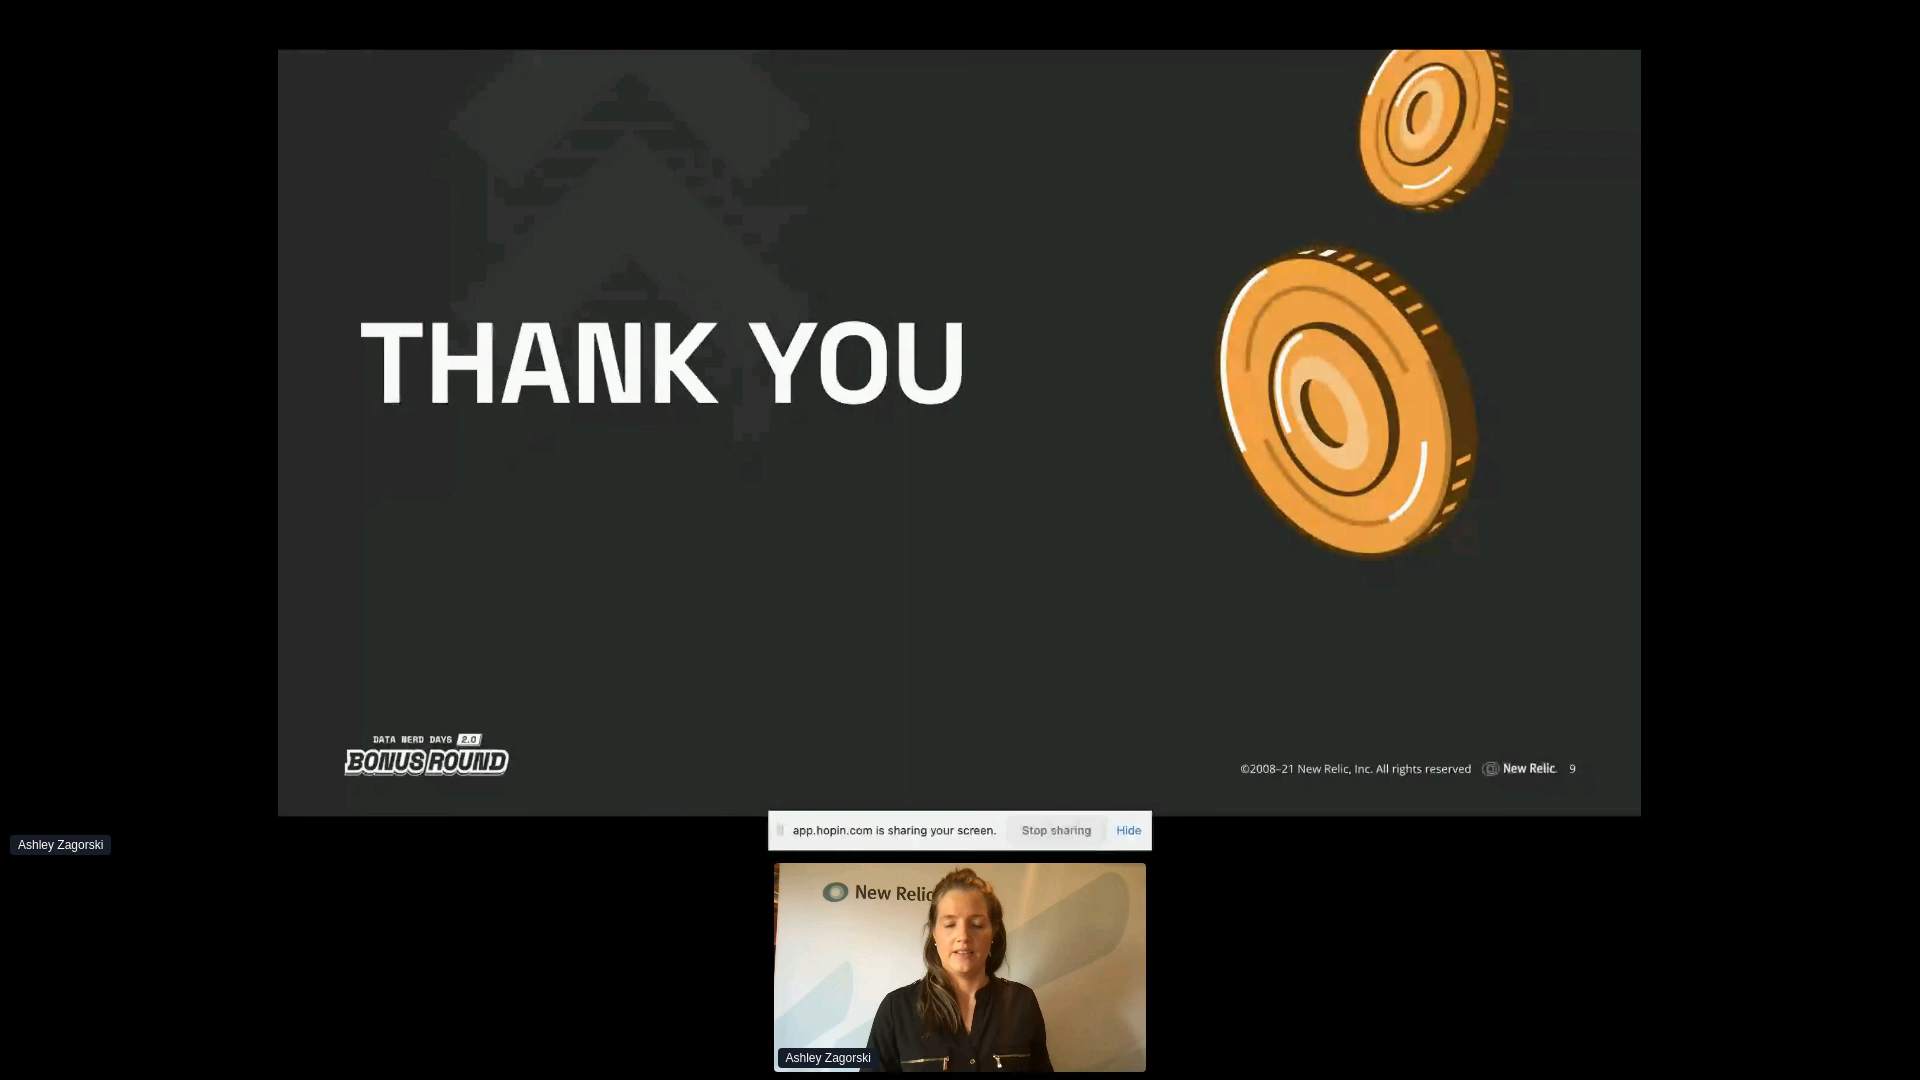 THANK YOU
DATA NERD DAYS 2.0
BONUS ROUND
©2008–21 New Relic, Inc. All rights reserved New Relic. 9
app.hopin.com is sharing your screen. Stop sharing Hide
Ashley Zagorski
New Relic
Ashley Zagorski